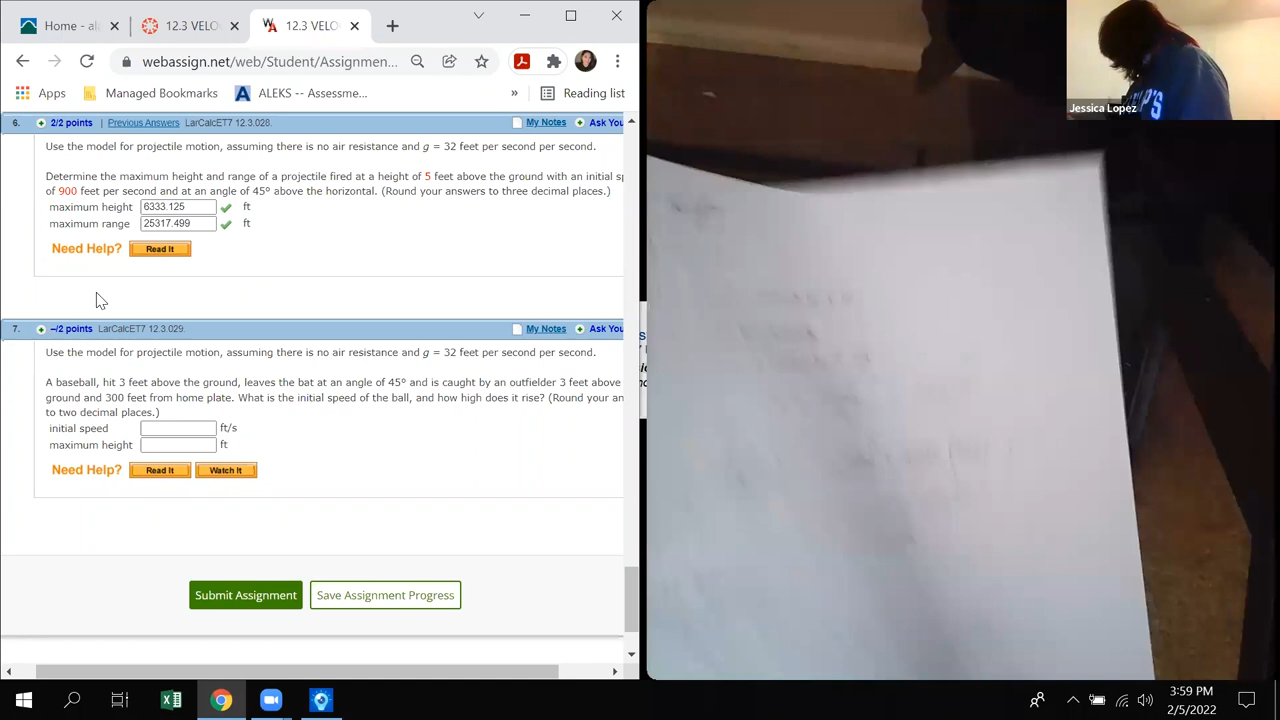 Home - al
12.3 VELO
12.3 VELO
webassign.net/web/Student/Assignmen...
Apps
Managed Bookmarks
ALEKS -- Assessme...
»
Reading list
6.
2/2 points | Previous Answers LarCalcET7 12.3.028.
My Notes
Ask You
Use the model for projectile motion, assuming there is no air resistance and g = 32 feet per second per second.
Determine the maximum height and range of a projectile fired at a height of 5 feet above the ground with an initial sp
of 900 feet per second and at an angle of 45° above the horizontal. (Round your answers to three decimal places.)
maximum height 6333.125 ft
maximum range 25317.499 ft
Need Help? Read It
7.
–/2 points LarCalcET7 12.3.029.
My Notes
Ask You
Use the model for projectile motion, assuming there is no air resistance and g = 32 feet per second per second.
A baseball, hit 3 feet above the ground, leaves the bat at an angle of 45° and is caught by an outfielder 3 feet above
ground and 300 feet from home plate. What is the initial speed of the ball, and how high does it rise? (Round your an
to two decimal places.)
initial speed ft/s
maximum height ft
Need Help? Read It Watch It
Submit Assignment
Save Assignment Progress
Jessica Lopez
3:59 PM
2/5/2022